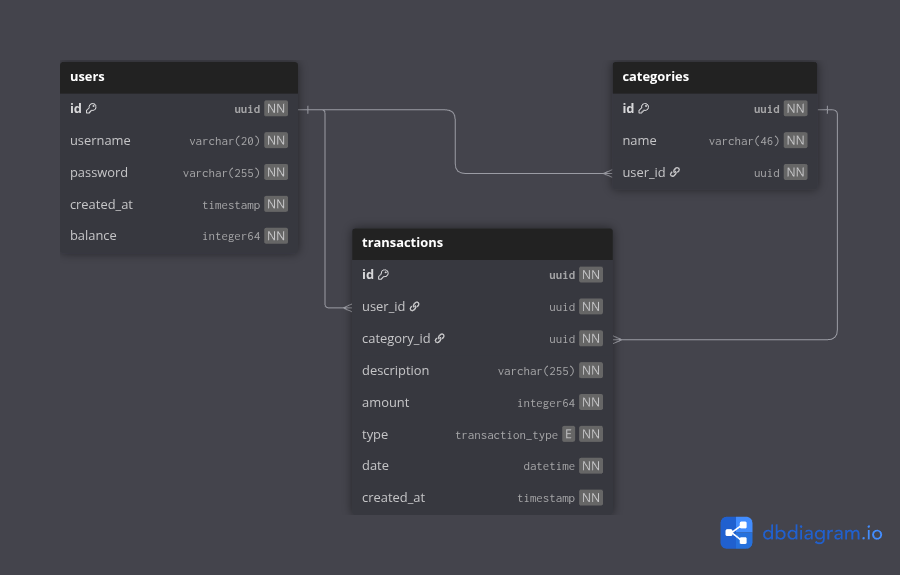 users
id uuid NN
username varchar(20) NN
password varchar(255) NN
created_at timestamp NN
balance integer64 NN
categories
id uuid NN
name varchar(46) NN
user_id uuid NN
transactions
id uuid NN
user_id uuid NN
category_id uuid NN
description varchar(255) NN
amount integer64 NN
type transaction_type E NN
date datetime NN
created_at timestamp NN
dbdiagram.io